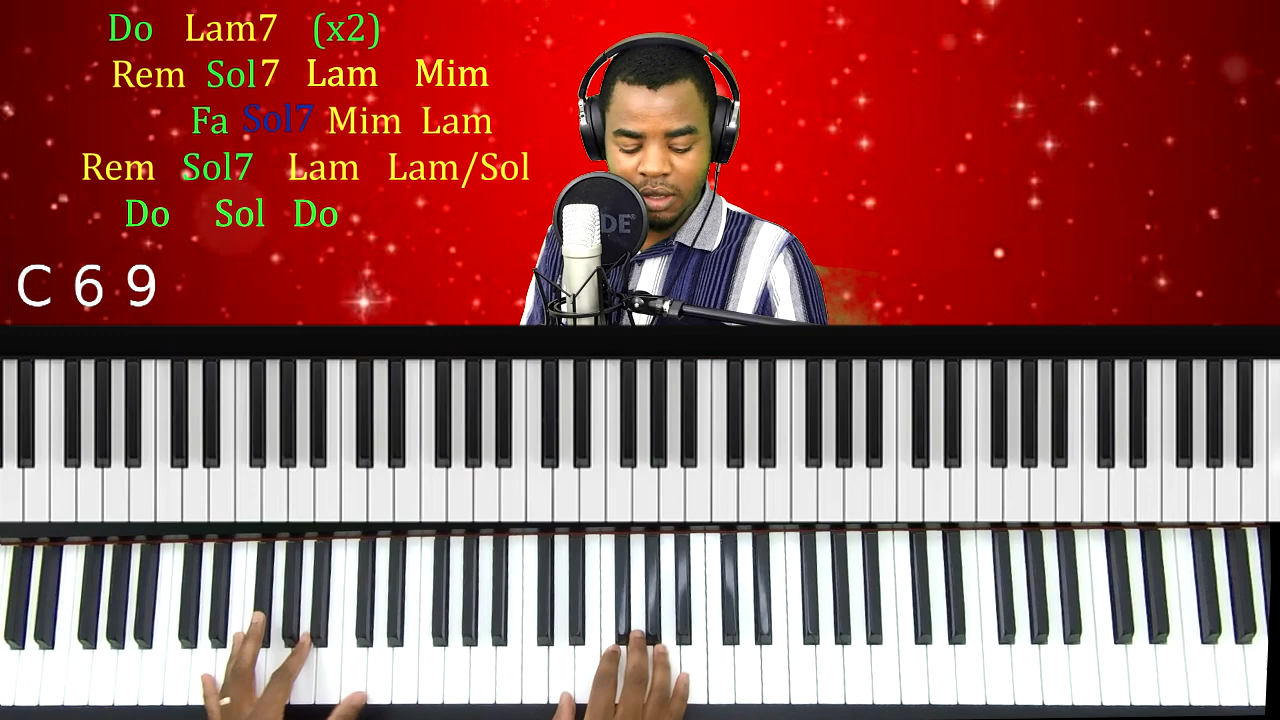 Do Lam7 (x2)
Rem Sol7 Lam Mim
Fa Sol7 Mim Lam
Rem Sol7 Lam Lam/Sol
Do Sol Do
C 6 9
DE